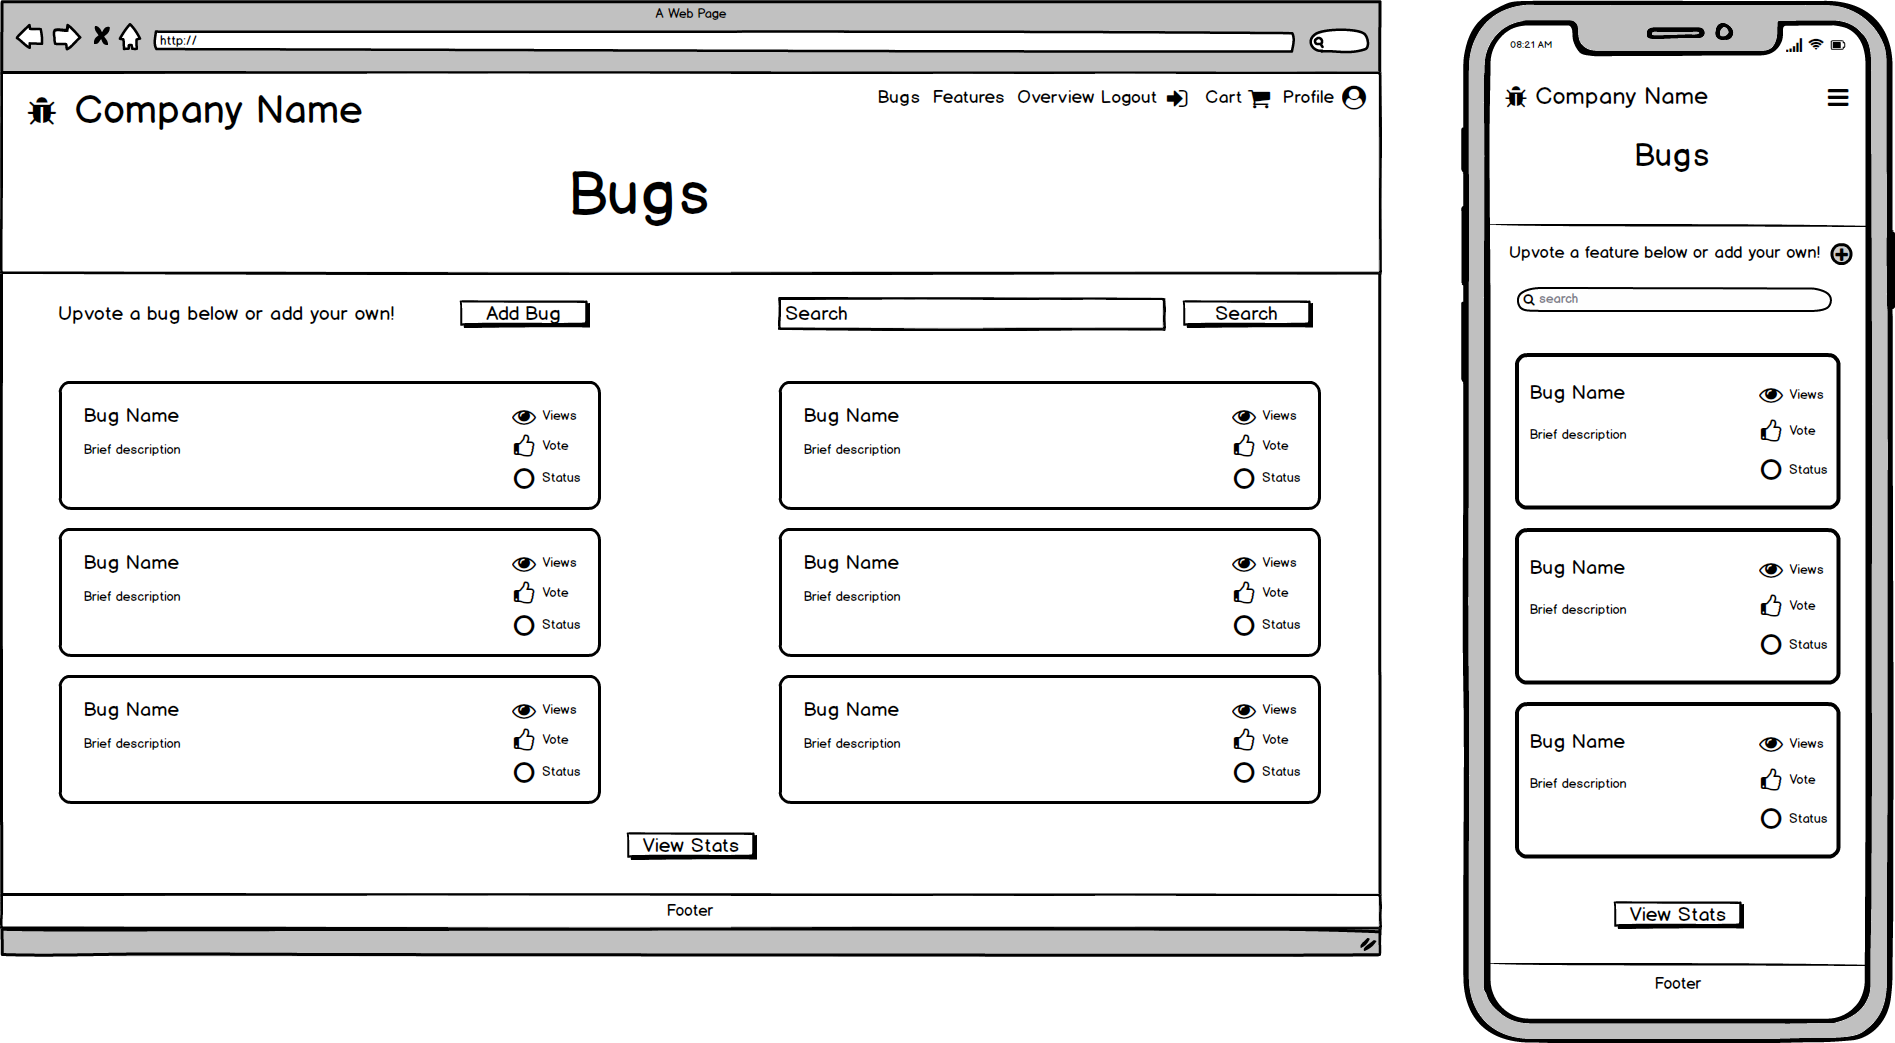 A Web Page
http://
Company Name
Bugs Features Overview Logout Cart Profile
Bugs
Upvote a bug below or add your own!
Add Bug
Search
Search
Bug Name
Brief description
Views
Vote
Status
Bug Name
Brief description
Views
Vote
Status
Bug Name
Brief description
Views
Vote
Status
Bug Name
Brief description
Views
Vote
Status
Bug Name
Brief description
Views
Vote
Status
Bug Name
Brief description
Views
Vote
Status
View Stats
Footer
08:21 AM
Company Name
Bugs
Upvote a feature below or add your own!
search
Bug Name
Brief description
Views
Vote
Status
Bug Name
Brief description
Views
Vote
Status
Bug Name
Brief description
Views
Vote
Status
View Stats
Footer